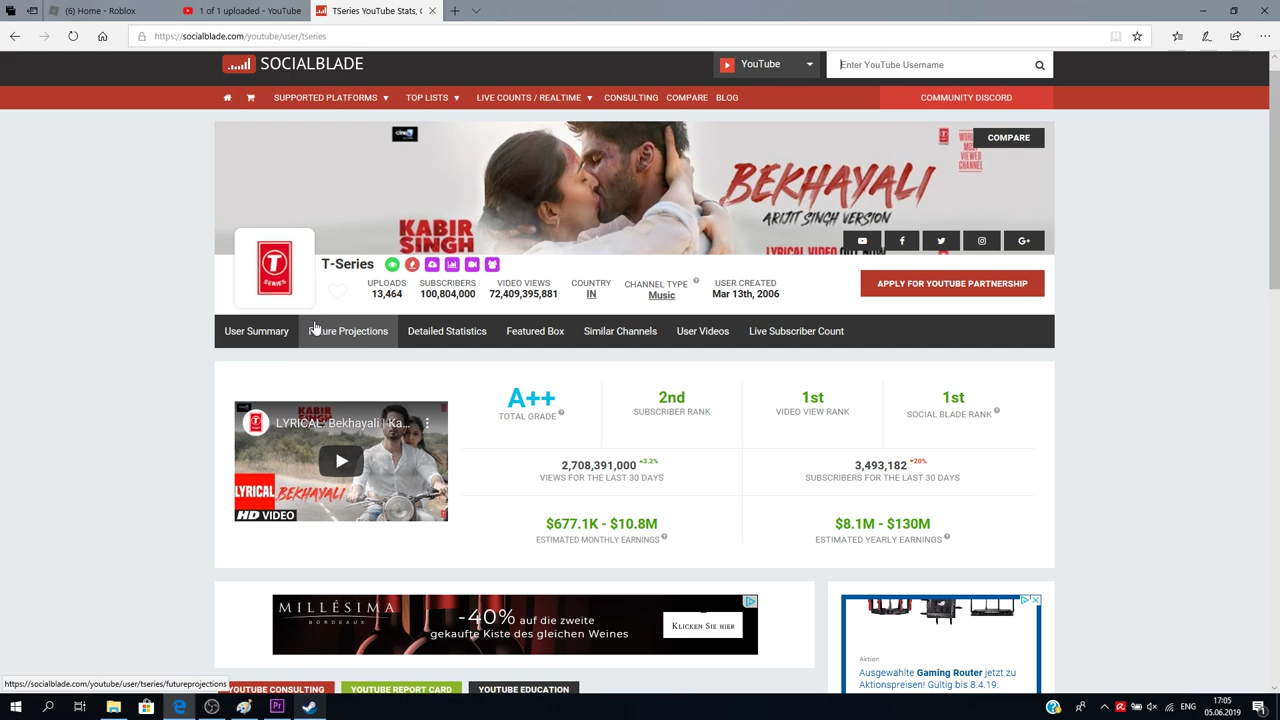 (6) Home - Roblox
1 of 1 uploaded - YouTube
TSeries YouTube Stats, C
https://socialblade.com/youtube/user/tseries
SOCIALBLADE
YouTube
Enter YouTube Username
SUPPORTED PLATFORMS
TOP LISTS
LIVE COUNTS / REALTIME
CONSULTING
COMPARE
BLOG
COMMUNITY DISCORD
COMPARE
BEKHAYALI
ARIJIT SINGH VERSION
KABIR
SINGH
T-Series
UPLOADS
13,464
SUBSCRIBERS
100,804,000
VIDEO VIEWS
72,409,395,881
COUNTRY
IN
CHANNEL TYPE
Music
USER CREATED
Mar 13th, 2006
APPLY FOR YOUTUBE PARTNERSHIP
T
SERIES
User Summary
Future Projections
Detailed Statistics
Featured Box
Similar Channels
User Videos
Live Subscriber Count
LYRICAL: Bekhayali | Ka...
LYRICAL
BEKHAYALI
HD VIDEO
A++
TOTAL GRADE
2nd
SUBSCRIBER RANK
1st
VIDEO VIEW RANK
1st
SOCIAL BLADE RANK
2,708,391,000 3.2%
VIEWS FOR THE LAST 30 DAYS
3,493,182 20%
SUBSCRIBERS FOR THE LAST 30 DAYS
$677.1K - $10.8M
ESTIMATED MONTHLY EARNINGS
$8.1M - $130M
ESTIMATED YEARLY EARNINGS
MILLÉSIMA
BORDEAUX
-40% auf die zweite
gekaufte Kiste des gleichen Weines
KLICKEN SIE HIER
Aktion
Ausgewählte Gaming Router jetzt zu
Aktionspreisen! Gültig bis 8.4.19.
https://socialblade.com/youtube/user/tseries/futureprojections
YOUTUBE CONSULTING
YOUTUBE REPORT CARD
YOUTUBE EDUCATION
ENG
17:05
05.06.2019